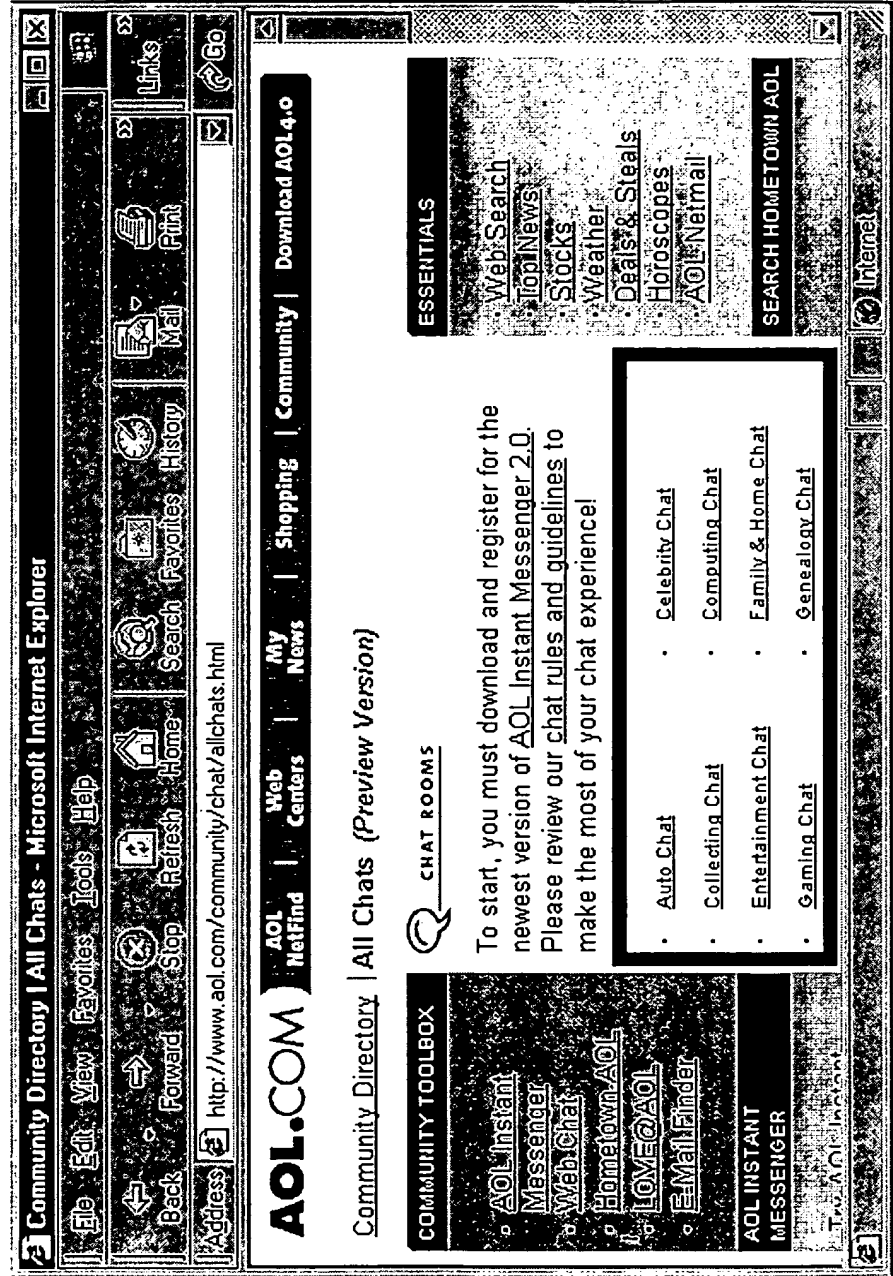 Community Directory | All Chats - Microsoft Internet Explorer
File Edit View Favorites Tools Help
Back Forward Stop Refresh Home Search Favorites History Mail Print » Links »
Address http://www.aol.com/community/chat/allchats.html Go
AOL.COM AOL NetFind | Web Centers | My News | Shopping | Community | Download AOL 4.0
Community Directory | All Chats (Preview Version)
COMMUNITY TOOLBOX
AOL Instant
Messenger
Web Chat
Hometown AOL
LOVE@AOL
E-Mail Finder
AOL INSTANT
MESSENGER
CHAT ROOMS
To start, you must download and register for the
newest version of AOL Instant Messenger 2.0.
Please review our chat rules and guidelines to
make the most of your chat experience!
· Auto Chat · Celebrity Chat
· Collecting Chat · Computing Chat
· Entertainment Chat · Family & Home Chat
· Gaming Chat · Genealogy Chat
ESSENTIALS
· Web Search
· Top News
· Stocks
· Weather
· Deals & Steals
· Horoscopes
· AOL Netmail
SEARCH HOMETOWN AOL
Internet